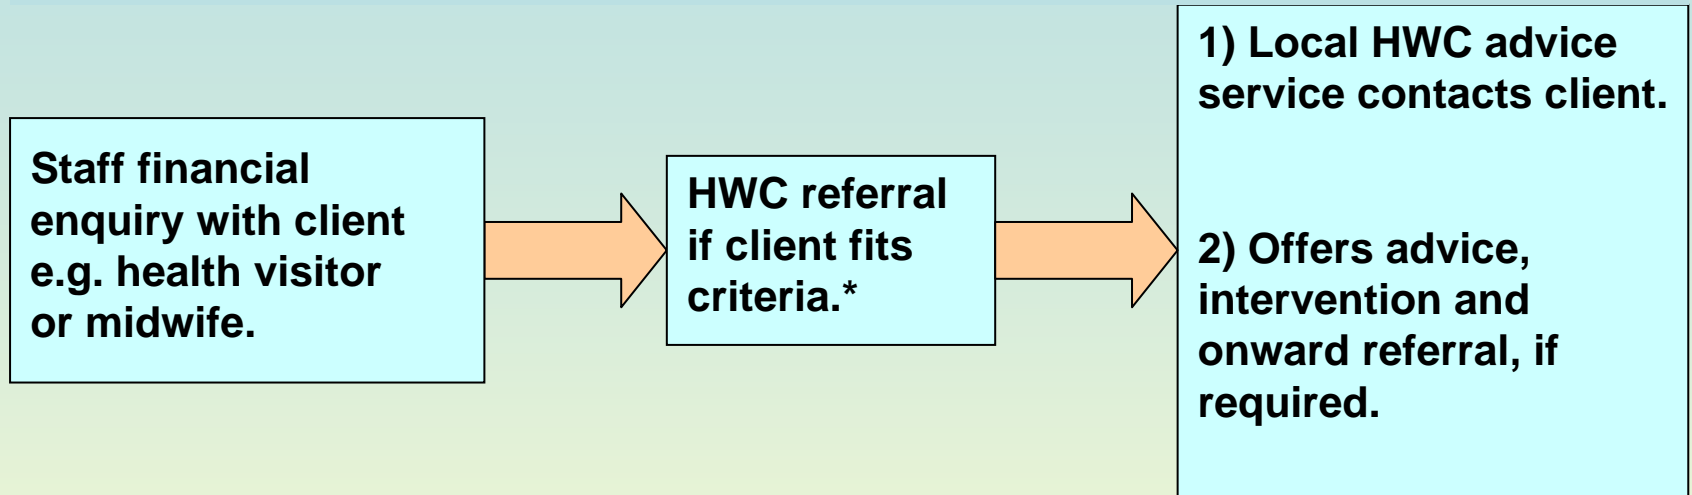 Staff financial
enquiry with client
e.g. health visitor
or midwife.
HWC referral
if client fits
criteria.*
1) Local HWC advice
service contacts client.
2) Offers advice,
intervention and
onward referral, if
required.